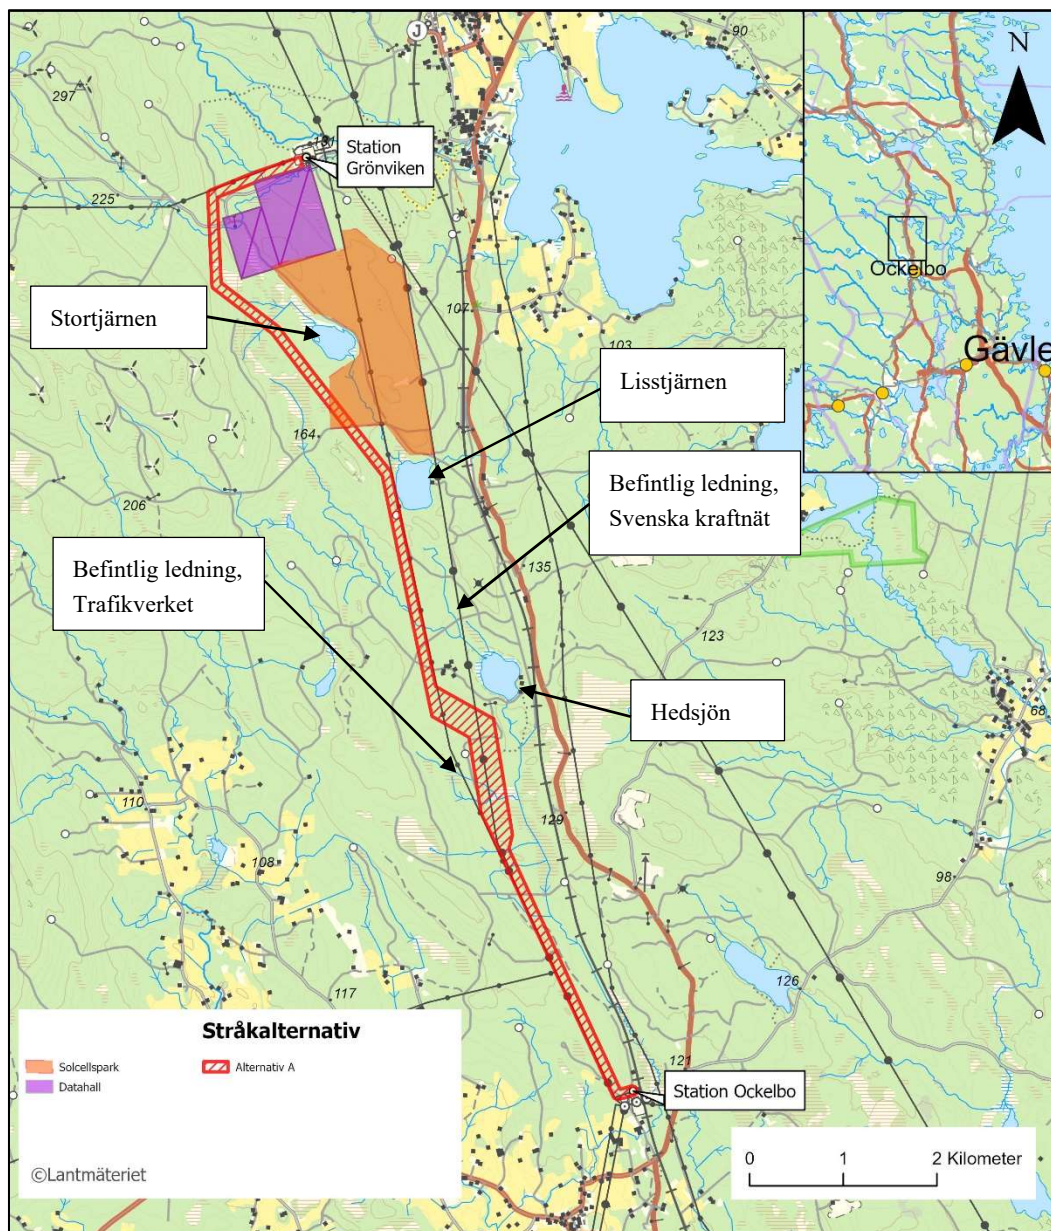 J
90
297
N
181
Station
Grönviken
225
Ockelbo
107
Stortjärnen
103
Gävle
Lisstjärnen
164
206
Befintlig ledning,
Svenska kraftnät
Befintlig ledning,
Trafikverket
135
123
Hedsjön
68
110
129
108
98
126
117
Stråkalternativ
Solcellspark
Alternativ A
Datahall
121
Station Ockelbo
©Lantmäteriet
0 1 2 Kilometer